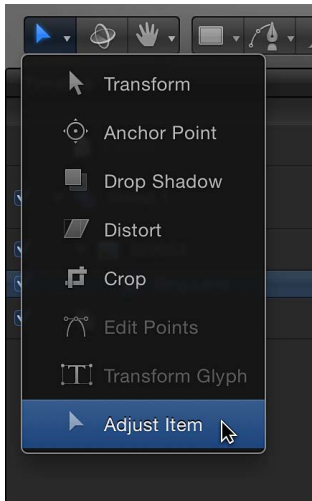 Transform
Anchor Point
Drop Shadow
Distort
Crop
Edit Points
Transform Glyph
Adjust Item